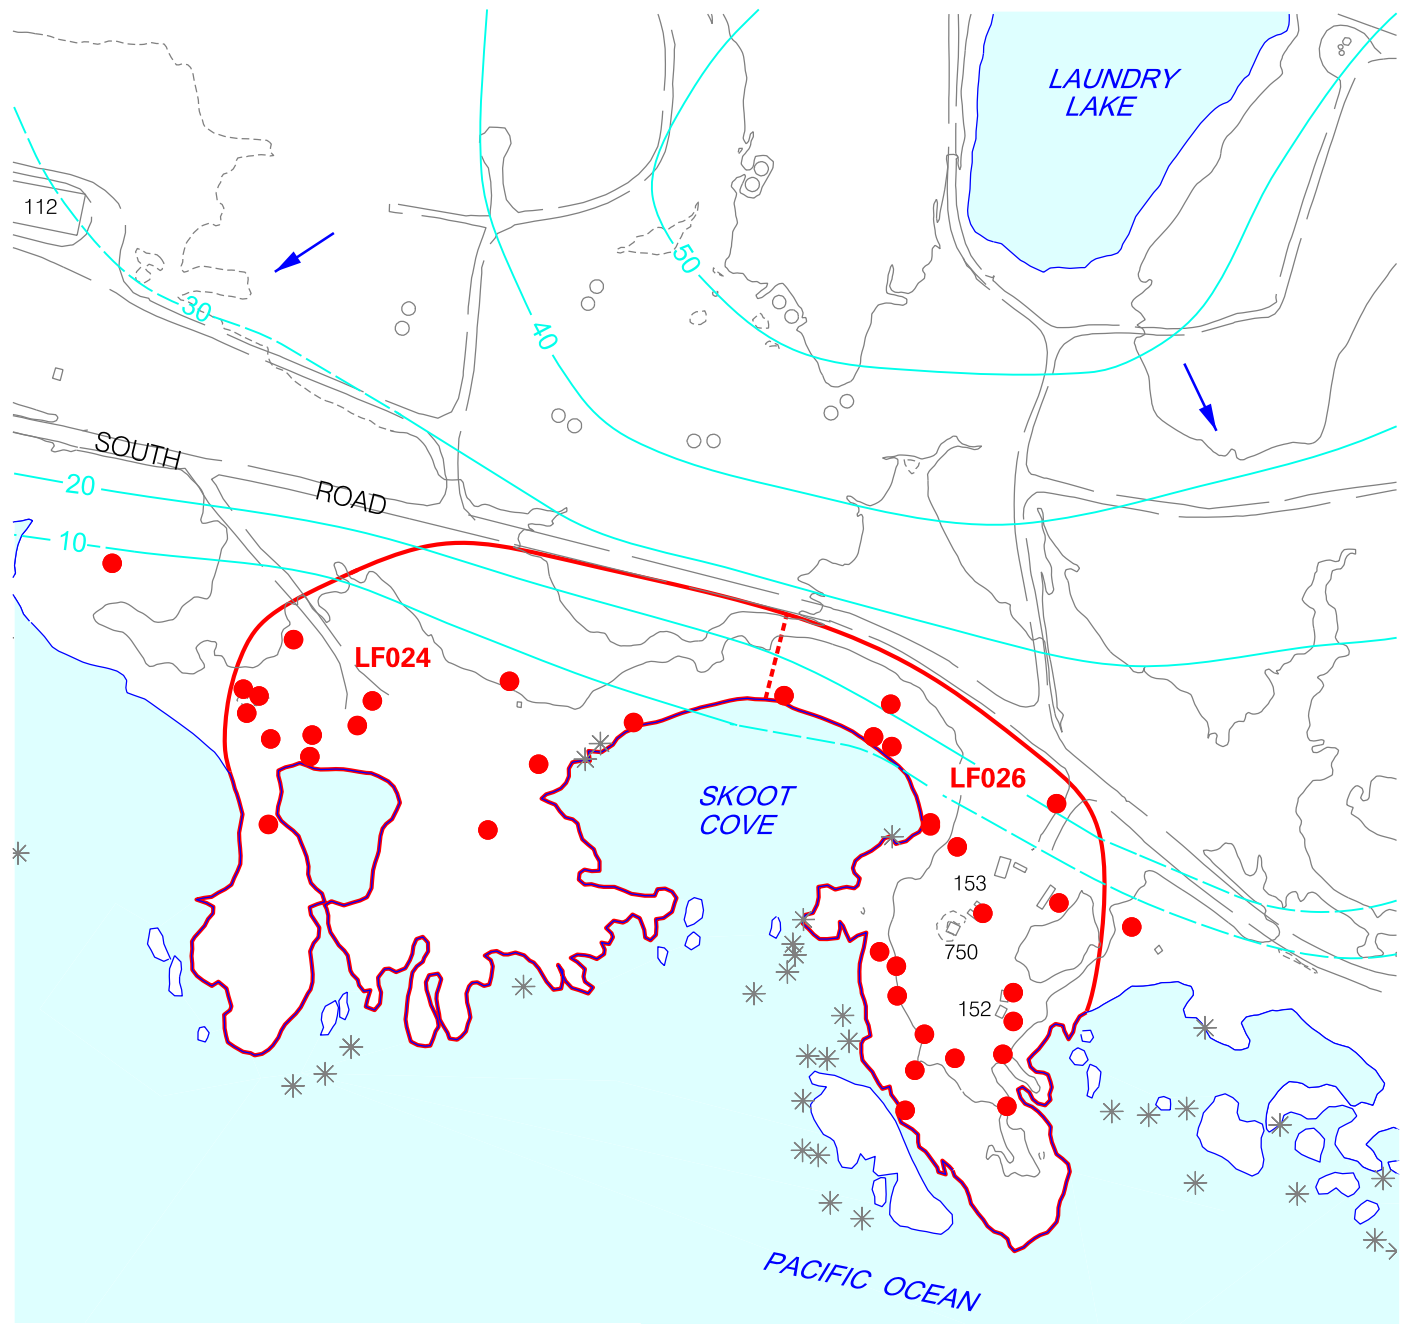 LAUNDRY
LAKE
112
50
30
40
SOUTH
ROAD
20
10
LF024
LF026
SKOOT
COVE
153
750
152
PACIFIC OCEAN